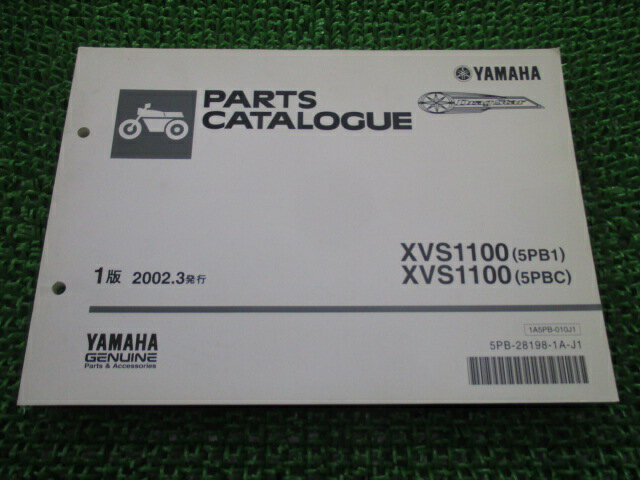 YAMAHA
DragStar
PARTS
CATALOGUE
XVS1100 (5PB1)
XVS1100 (5PBC)
1版 2002.3発行
1A5PB-010J1
5PB-28198-1A-J1
YAMAHA
GENUINE
Parts & Accessories